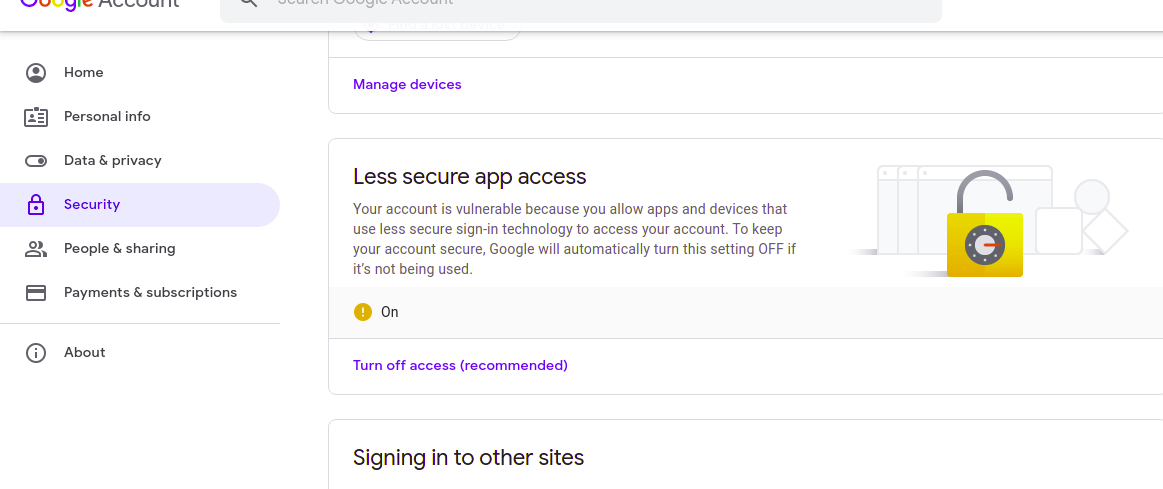 Google Account
Search Google Account
Home
Personal info
Data & privacy
Security
People & sharing
Payments & subscriptions
About
Manage devices
Less secure app access
Your account is vulnerable because you allow apps and devices that
use less secure sign-in technology to access your account. To keep
your account secure, Google will automatically turn this setting OFF if
it's not being used.
On
Turn off access (recommended)
Signing in to other sites